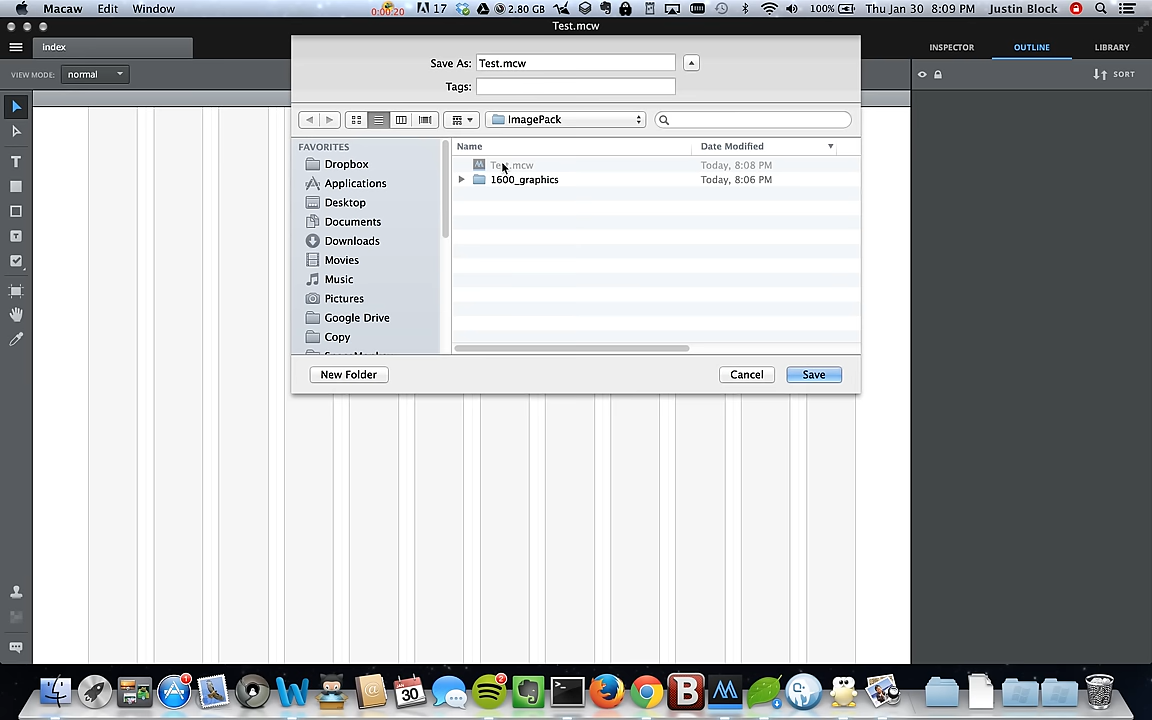 Macaw Edit Window 0:00:20 17 2.80 GB 100% Thu Jan 30 8:09 PM Justin Block
Test.mcw
index
INSPECTOR OUTLINE LIBRARY
VIEW MODE: normal
SORT
Save As: Test.mcw
Tags:
ImagePack
FAVORITES
Dropbox
Applications
Desktop
Documents
Downloads
Movies
Music
Pictures
Google Drive
Copy
Name Date Modified
Test.mcw Today, 8:08 PM
1600_graphics Today, 8:06 PM
New Folder Cancel Save
JAN
30
1
2